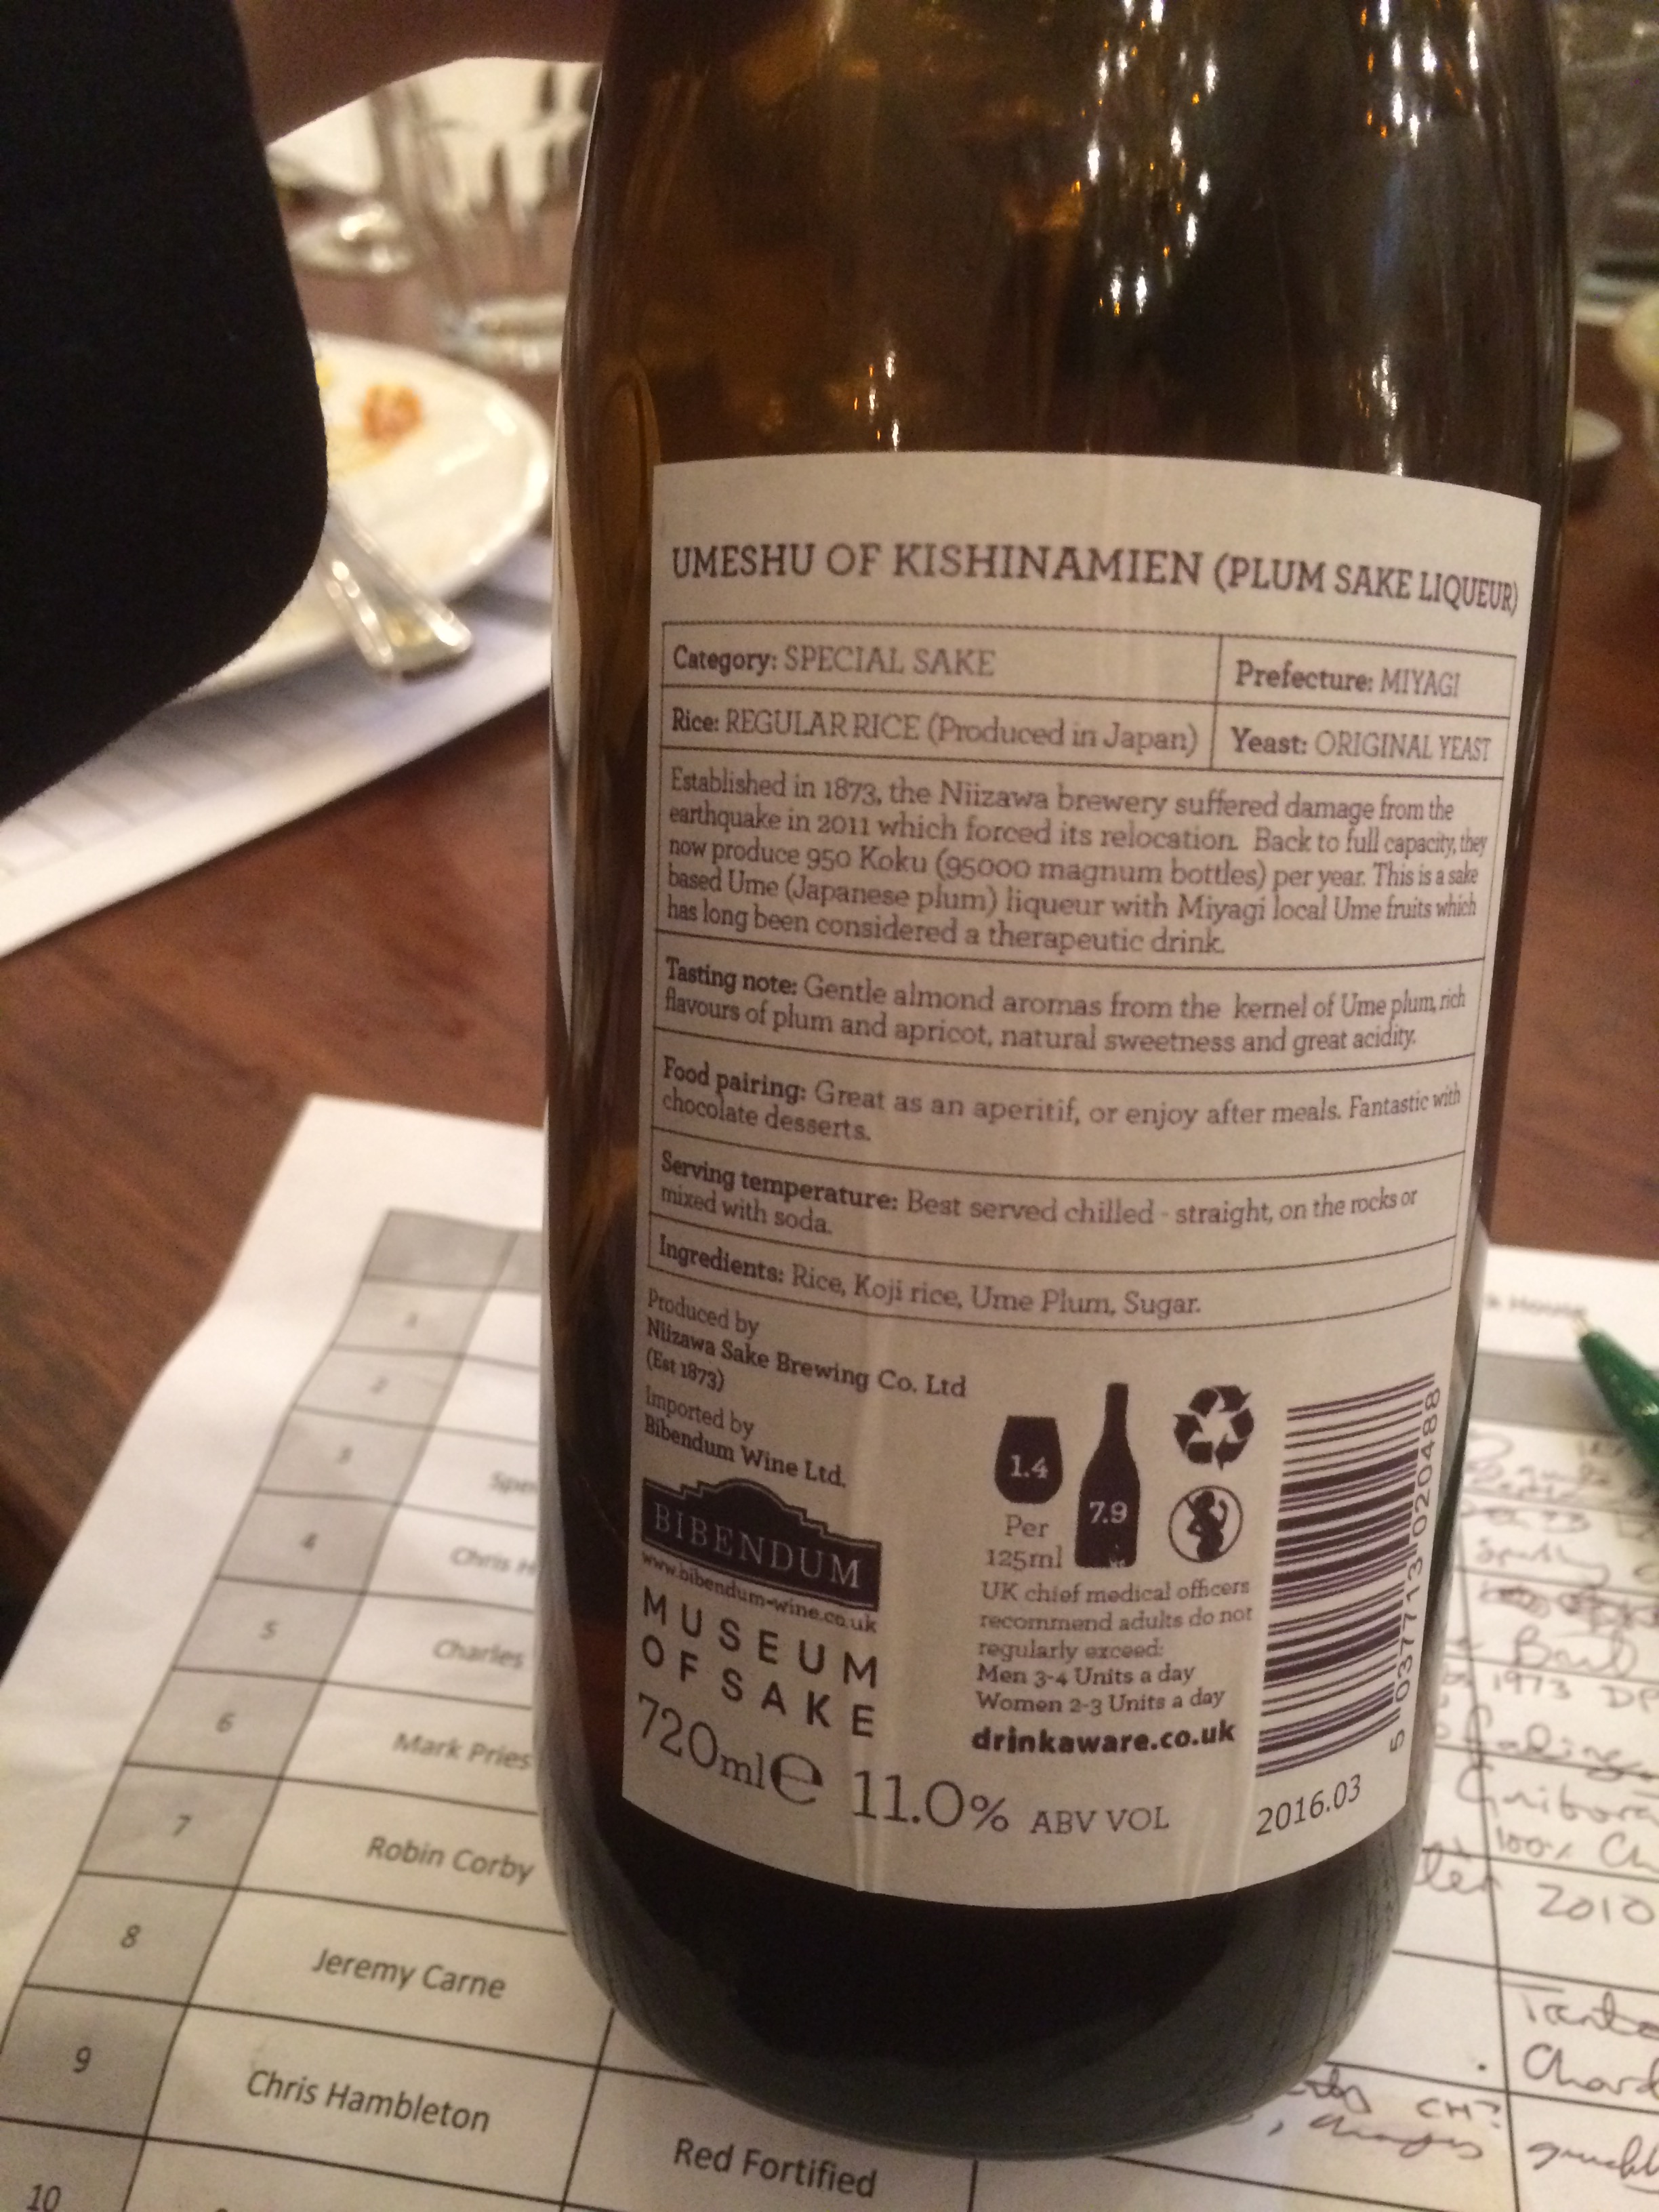 UMESHU OF KISHINAMIEN (PLUM SAKE LIQUEUR)
Category: SPECIAL SAKE
Prefecture: MIYAGI
Rice: REGULAR RICE (Produced in Japan)
Yeast: ORIGINAL YEAST
Established in 1873, the Niizawa brewery suffered damage from the
earthquake in 2011 which forced its relocation. Back to full capacity, they
now produce 950 Koku (95000 magnum bottles) per year. This is a sake
based Ume (Japanese plum) liqueur with Miyagi local Ume fruits which
has long been considered a therapeutic drink.
Tasting note: Gentle almond aromas from the kernel of Ume plum, rich
flavours of plum and apricot, natural sweetness and great acidity.
Food pairing: Great as an aperitif, or enjoy after meals. Fantastic with
chocolate desserts.
Serving temperature: Best served chilled - straight, on the rocks or
mixed with soda.
Ingredients: Rice, Koji rice, Ume Plum, Sugar.
Produced by
Niizawa Sake Brewing Co. Ltd
(Est 1873)
Imported by
Bibendum Wine Ltd.
BIBENDUM
www.bibendum-wine.co.uk
MUSEUM
OF SAKE
720ml e 11.0% ABV VOL
1.4
Per
125ml
7.9
UK chief medical officers
recommend adults do not
regularly exceed:
Men 3-4 Units a day
Women 2-3 Units a day
drinkaware.co.uk
5 037713 020488
2016.03
1
2
3
4 Chris H
5 Charles
6 Mark Pries
7 Robin Corby
8 Jeremy Carne
9 Chris Hambleton
Red Fortified
10
1973 DP
100% Ch
2010
Chard
CH?